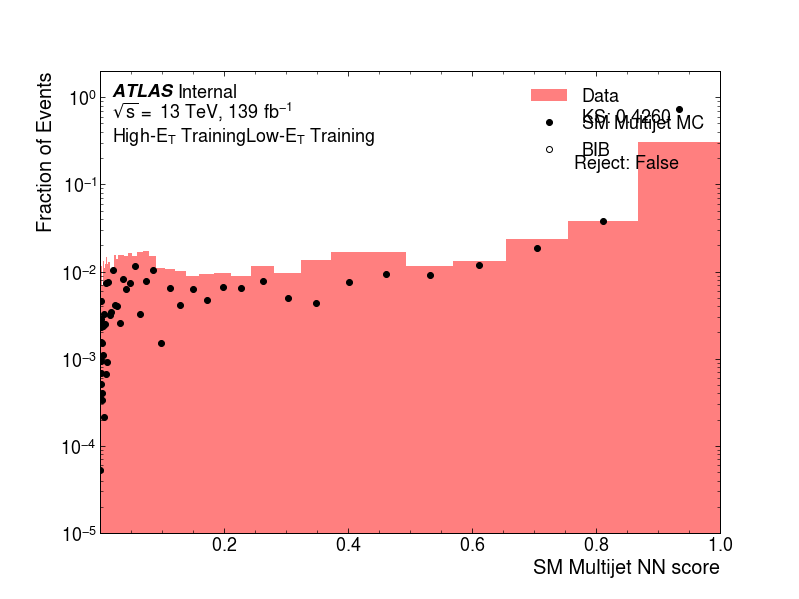 ATLAS Internal
√s = 13 TeV, 139 fb⁻¹
High-E_T TrainingLow-E_T Training
Data
KS: 0.4260
SM Multijet MC
BIB
Reject: False
Fraction of Events
10⁰
10⁻¹
10⁻²
10⁻³
10⁻⁴
10⁻⁵
0.2 0.4 0.6 0.8 1.0
SM Multijet NN score